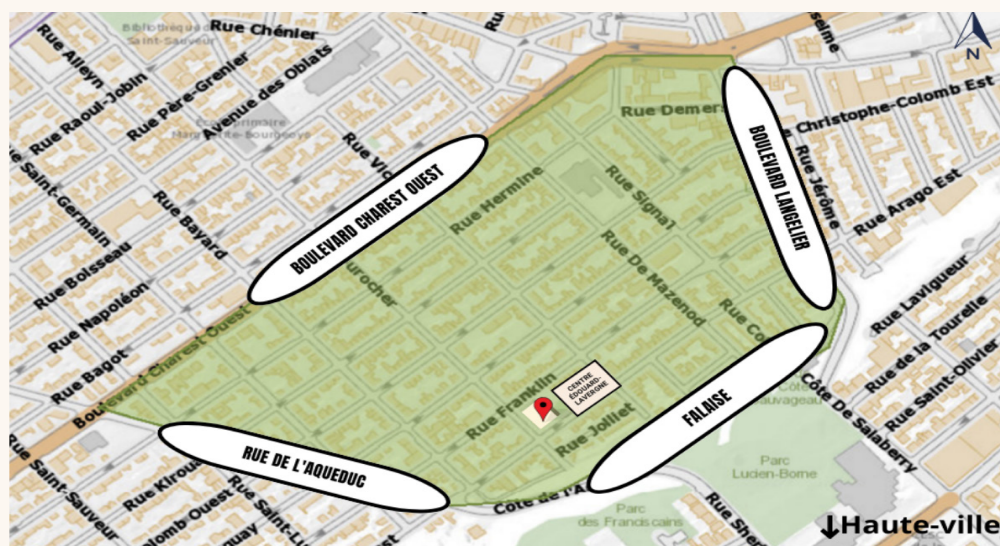 Bibliothèque
Saint-Sauveur
Rue Chénier
Rue Alleyn
Rue Père-Grenier
Avenue des Oblats
Rue Raoul-Jobin
Rue Demers
Christophe-Colomb Est
BOULEVARD LANGELIER
Rue Jérôme
BOULEVARD CHAREST OUEST
Rue Hermine
Rue Signaï
Rue Arago Est
Rue Saint-Germain
Rue Bayard
Rue Boisseau
Rue Napoléon
Rue De Mazenod
Rue Lavigueur
Rue de la Tourelle
Rue Saint-Olivier
Boulevard Charest Ouest
Rue Bagot
Rue Franklin
CENTRE
ÉDOUARD-
LAVERGNE
Rue Jolliet
FALAISE
Côte De Salaberry
RUE DE L'AQUEDUC
Rue Saint-Sauveur
Parc
Lucien-Borne
Parc
des Franciscains
↓Haute-ville
N